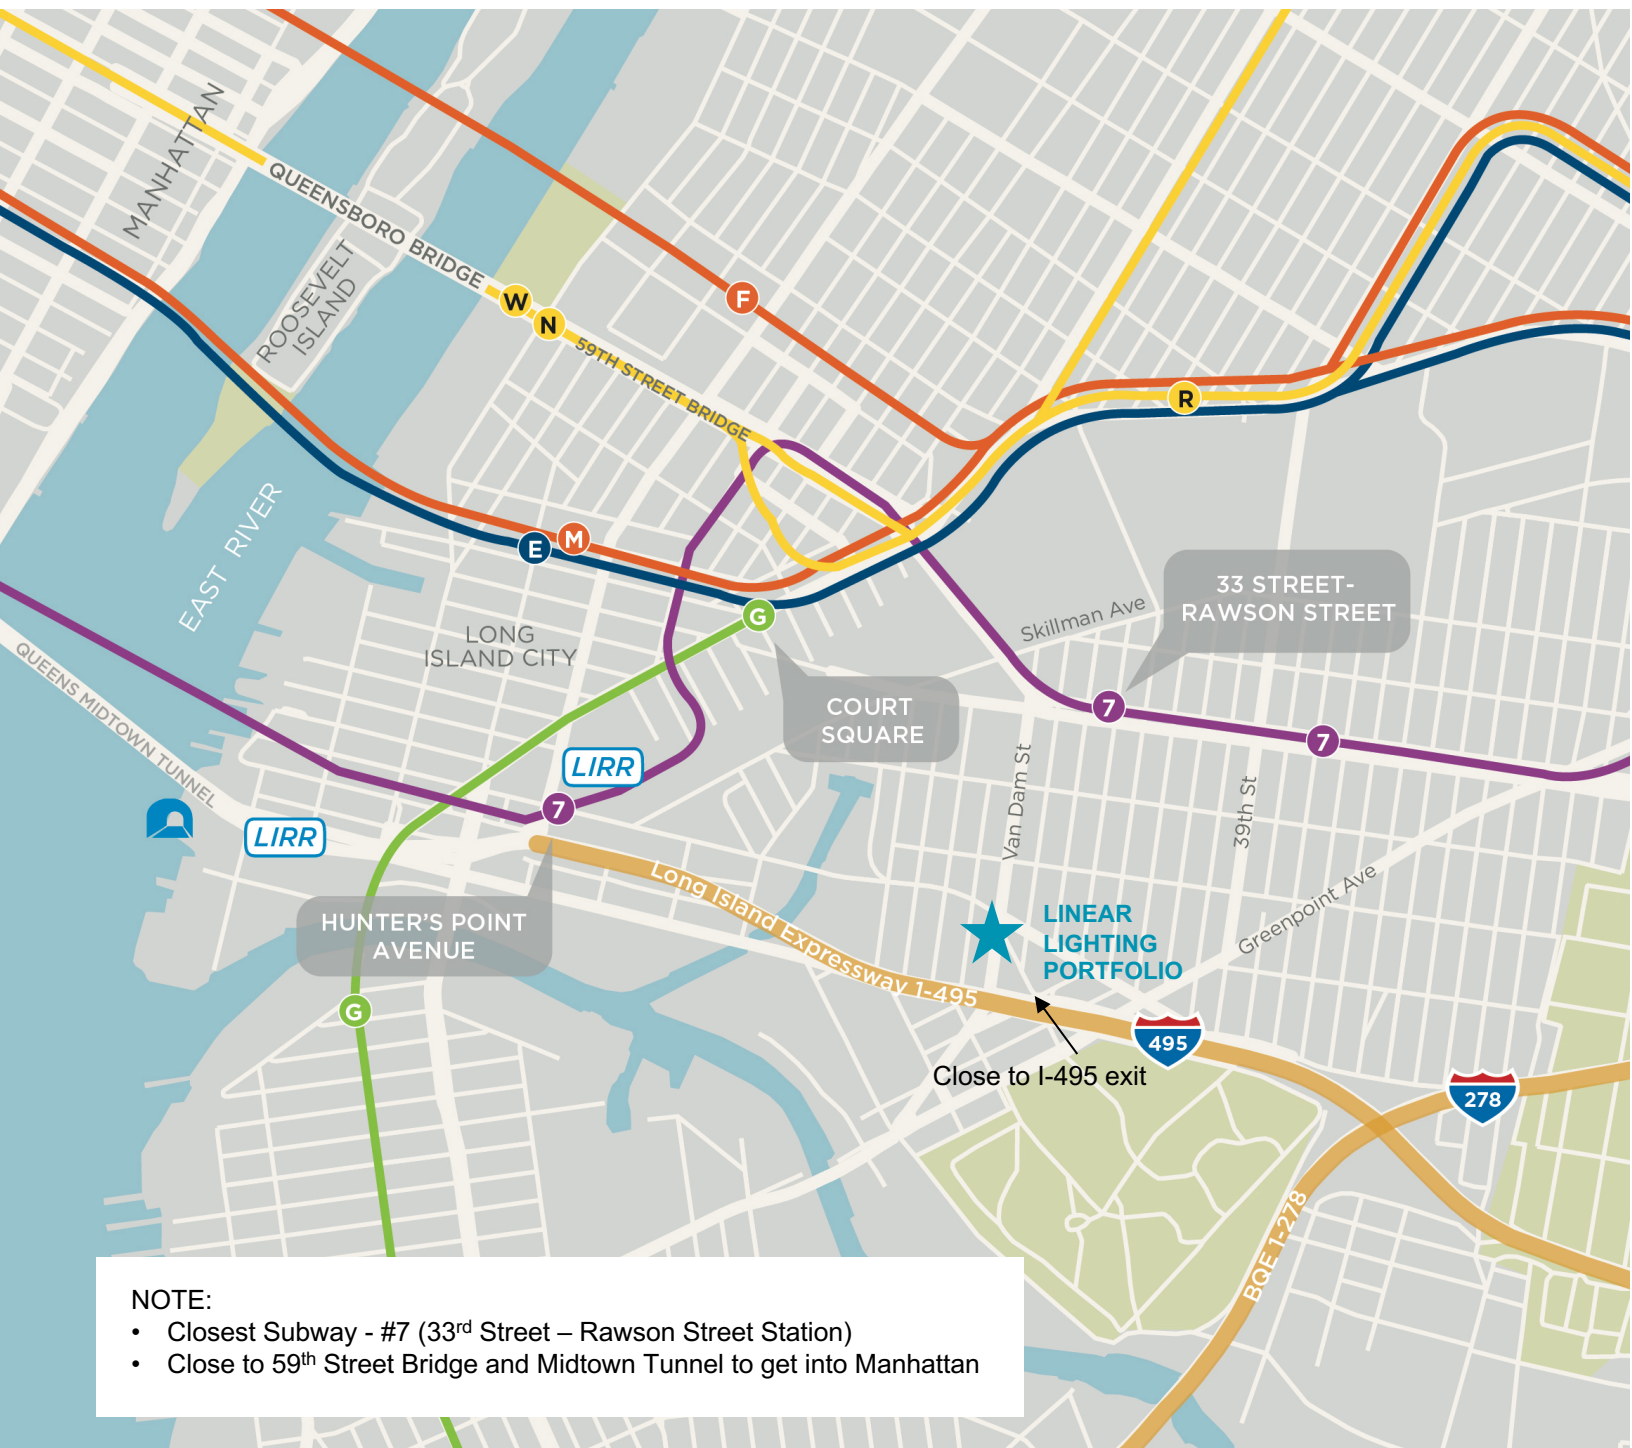 MANHATTAN
QUEENSBORO BRIDGE
ROOSEVELT
ISLAND
W
N
F
59TH STREET BRIDGE
R
EAST RIVER
E
M
G
33 STREET-
RAWSON STREET
Skillman Ave
LONG
ISLAND CITY
QUEENS MIDTOWN TUNNEL
COURT
SQUARE
7
7
LIRR
7
LIRR
Van Dam St
39th St
Greenpoint Ave
Long Island Expressway 1-495
HUNTER'S POINT
AVENUE
LINEAR
LIGHTING
PORTFOLIO
G
495
Close to I-495 exit
278
BQE 1-278
NOTE:
• Closest Subway - #7 (33rd Street – Rawson Street Station)
• Close to 59th Street Bridge and Midtown Tunnel to get into Manhattan